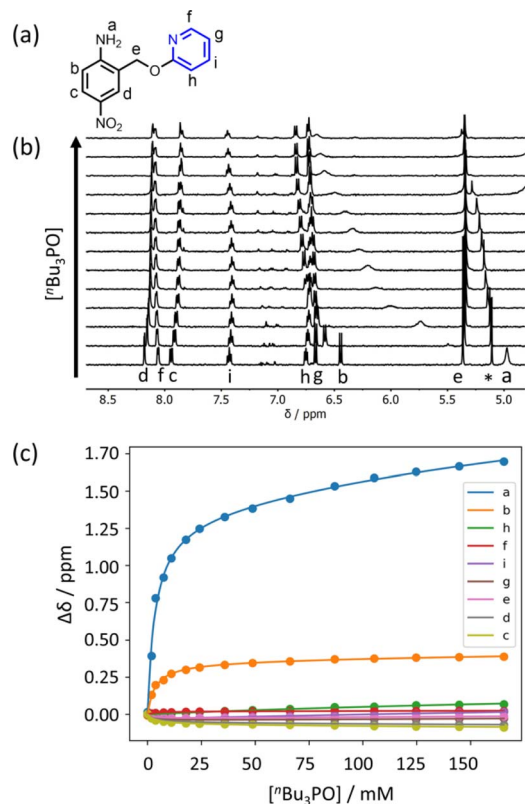 (a)
a
NH₂
b
c
d
e
O
N
f
g
h
i
NO₂
(b)
[ⁿBu₃PO]
d f c i h g b e * a
8.5 8.0 7.5 7.0 6.5 6.0 5.5 5.0
δ / ppm
(c)
1.70
1.50
1.25
1.00
0.75
0.50
0.25
0.00
Δδ / ppm
a
b
h
f
i
g
e
d
c
0 25 50 75 100 125 150
[ⁿBu₃PO] / mM